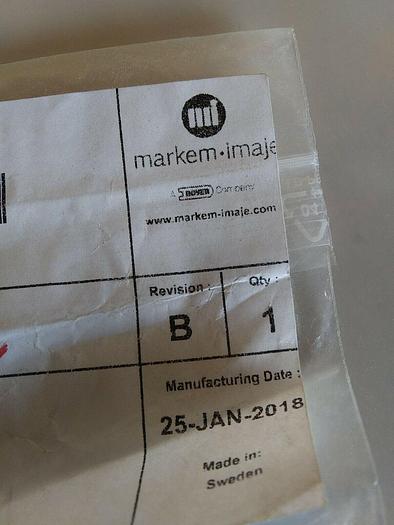 mi
markem·imaje
A DOVER Company
www.markem-imaje.com
Revision :
Qty :
B
1
Manufacturing Date :
25-JAN-2018
Made in:
Sweden